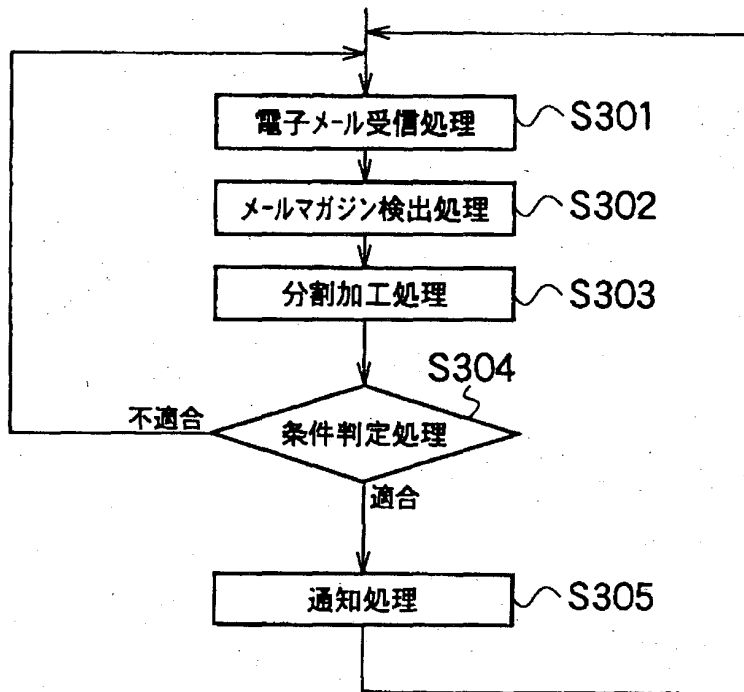 電子メール受信処理 S301
メールマガジン検出処理 S302
分割加工処理 S303
S304
不適合
条件判定処理
適合
通知処理 S305